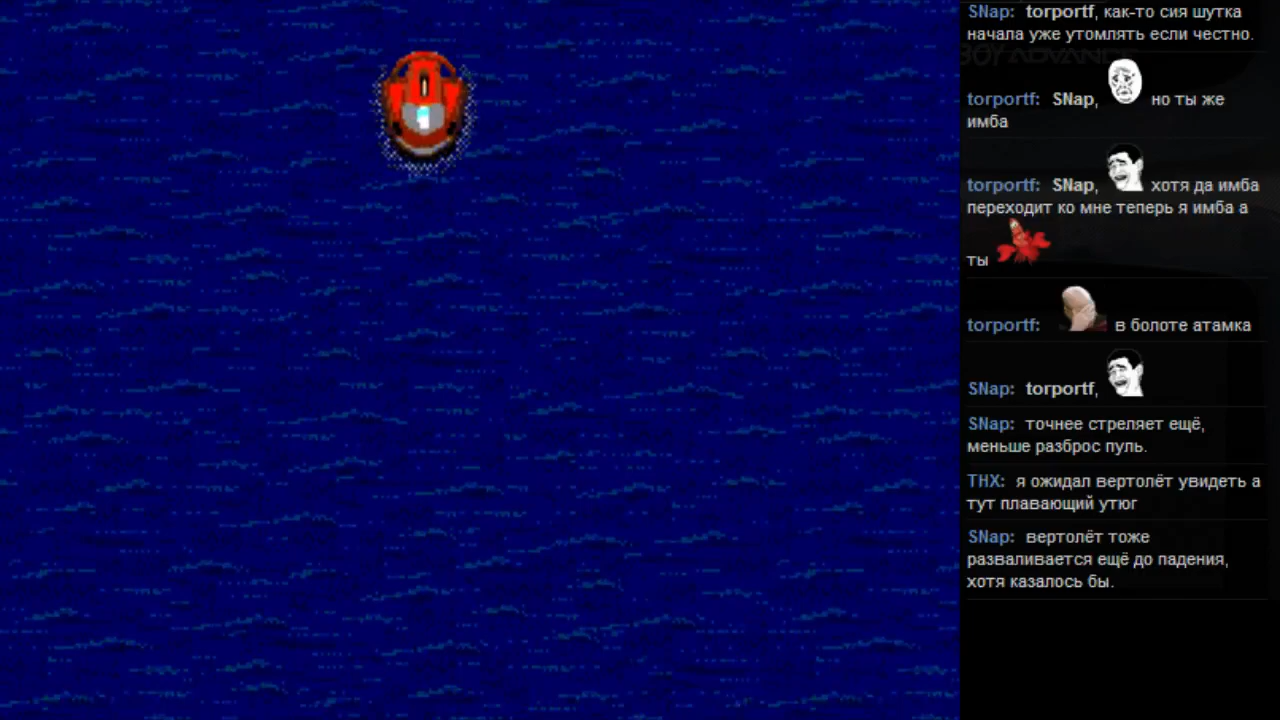 SNap: torportf, как-то сия шутка
начала уже утомлять если честно.
BOY ADVANCE
torportf: SNap, но ты же
имба
torportf: SNap, хотя да имба
переходит ко мне теперь я имба а
ты
torportf: в болоте атамка
SNap: torportf,
SNap: точнее стреляет ещё,
меньше разброс пуль.
THX: я ожидал вертолёт увидеть а
тут плавающий утюг
SNap: вертолёт тоже
разваливается ещё до падения,
хотя казалось бы.